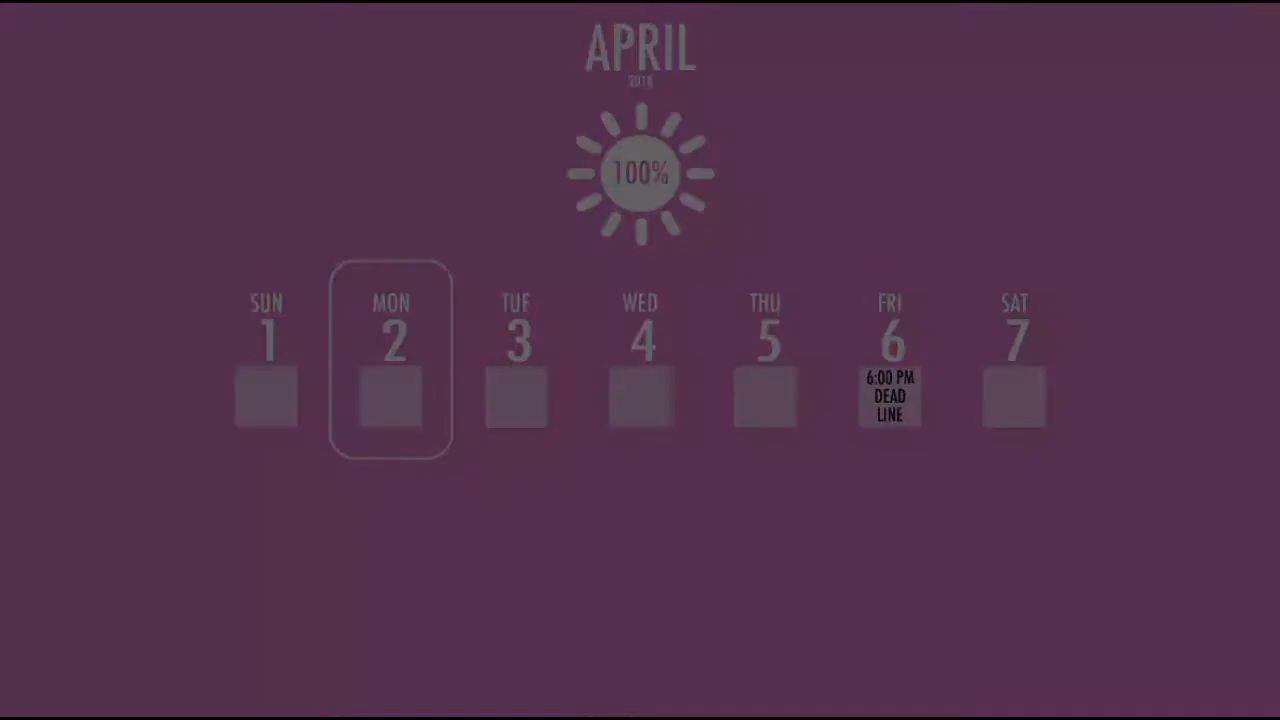 APRIL
2018
100%
SUN MON TUE WED THU FRI SAT
1 2 3 4 5 6 7
6:00 PM
DEAD
LINE